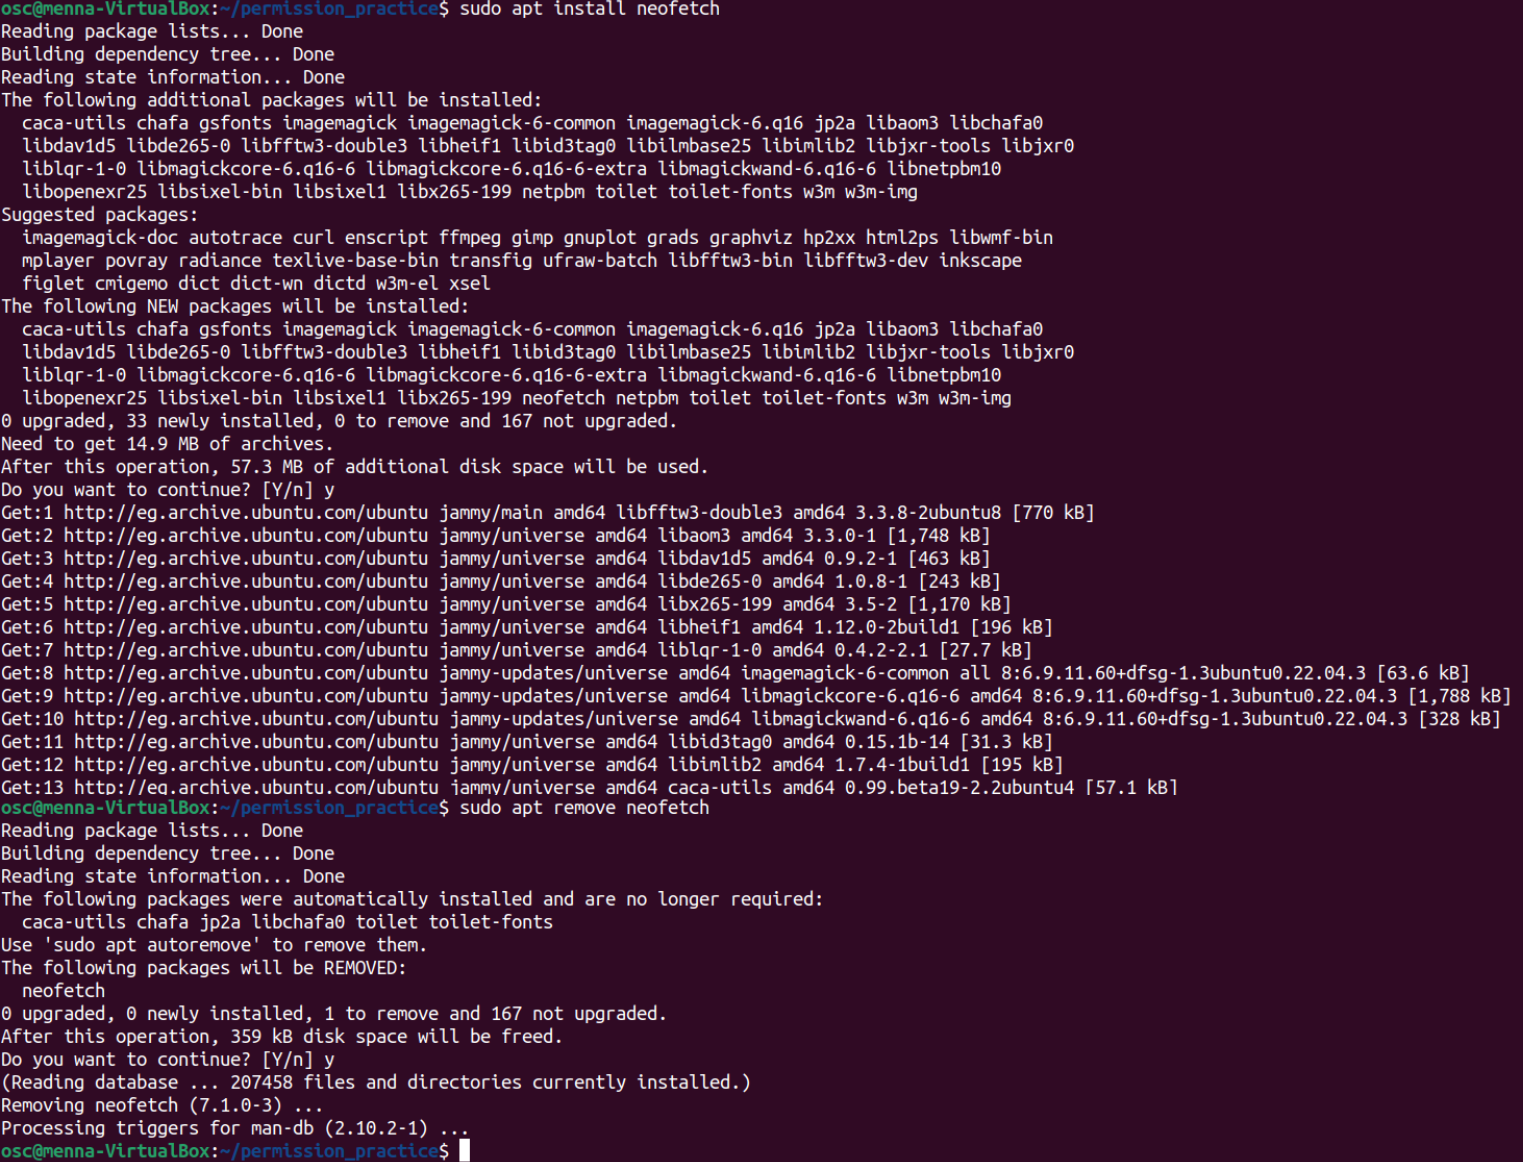 osc@menna-VirtualBox:~/permission_practice$ sudo apt install neofetch
Reading package lists... Done
Building dependency tree... Done
Reading state information... Done
The following additional packages will be installed:
  caca-utils chafa gsfonts imagemagick imagemagick-6-common imagemagick-6.q16 jp2a libaom3 libchafa0
  libdav1d5 libde265-0 libfftw3-double3 libheif1 libid3tag0 libilmbase25 libimlib2 libjxr-tools libjxr0
  liblqr-1-0 libmagickcore-6.q16-6 libmagickcore-6.q16-6-extra libmagickwand-6.q16-6 libnetpbm10
  libopenexr25 libsixel-bin libsixel1 libx265-199 netpbm toilet toilet-fonts w3m w3m-img
Suggested packages:
  imagemagick-doc autotrace curl enscript ffmpeg gimp gnuplot grads graphviz hp2xx html2ps libwmf-bin
  mplayer povray radiance texlive-base-bin transfig ufraw-batch libfftw3-bin libfftw3-dev inkscape
  figlet cmigemo dict dict-wn dictd w3m-el xsel
The following NEW packages will be installed:
  caca-utils chafa gsfonts imagemagick imagemagick-6-common imagemagick-6.q16 jp2a libaom3 libchafa0
  libdav1d5 libde265-0 libfftw3-double3 libheif1 libid3tag0 libilmbase25 libimlib2 libjxr-tools libjxr0
  liblqr-1-0 libmagickcore-6.q16-6 libmagickcore-6.q16-6-extra libmagickwand-6.q16-6 libnetpbm10
  libopenexr25 libsixel-bin libsixel1 libx265-199 neofetch netpbm toilet toilet-fonts w3m w3m-img
0 upgraded, 33 newly installed, 0 to remove and 167 not upgraded.
Need to get 14.9 MB of archives.
After this operation, 57.3 MB of additional disk space will be used.
Do you want to continue? [Y/n] y
Get:1 http://eg.archive.ubuntu.com/ubuntu jammy/main amd64 libfftw3-double3 amd64 3.3.8-2ubuntu8 [770 kB]
Get:2 http://eg.archive.ubuntu.com/ubuntu jammy/universe amd64 libaom3 amd64 3.3.0-1 [1,748 kB]
Get:3 http://eg.archive.ubuntu.com/ubuntu jammy/universe amd64 libdav1d5 amd64 0.9.2-1 [463 kB]
Get:4 http://eg.archive.ubuntu.com/ubuntu jammy/universe amd64 libde265-0 amd64 1.0.8-1 [243 kB]
Get:5 http://eg.archive.ubuntu.com/ubuntu jammy/universe amd64 libx265-199 amd64 3.5-2 [1,170 kB]
Get:6 http://eg.archive.ubuntu.com/ubuntu jammy/universe amd64 libheif1 amd64 1.12.0-2build1 [196 kB]
Get:7 http://eg.archive.ubuntu.com/ubuntu jammy/universe amd64 liblqr-1-0 amd64 0.4.2-2.1 [27.7 kB]
Get:8 http://eg.archive.ubuntu.com/ubuntu jammy-updates/universe amd64 imagemagick-6-common all 8:6.9.11.60+dfsg-1.3ubuntu0.22.04.3 [63.6 kB]
Get:9 http://eg.archive.ubuntu.com/ubuntu jammy-updates/universe amd64 libmagickcore-6.q16-6 amd64 8:6.9.11.60+dfsg-1.3ubuntu0.22.04.3 [1,788 kB]
Get:10 http://eg.archive.ubuntu.com/ubuntu jammy-updates/universe amd64 libmagickwand-6.q16-6 amd64 8:6.9.11.60+dfsg-1.3ubuntu0.22.04.3 [328 kB]
Get:11 http://eg.archive.ubuntu.com/ubuntu jammy/universe amd64 libid3tag0 amd64 0.15.1b-14 [31.3 kB]
Get:12 http://eg.archive.ubuntu.com/ubuntu jammy/universe amd64 libimlib2 amd64 1.7.4-1build1 [195 kB]
Get:13 http://eg.archive.ubuntu.com/ubuntu jammy/universe amd64 caca-utils amd64 0.99.beta19-2.2ubuntu4 [57.1 kB]
osc@menna-VirtualBox:~/permission_practice$ sudo apt remove neofetch
Reading package lists... Done
Building dependency tree... Done
Reading state information... Done
The following packages were automatically installed and are no longer required:
  caca-utils chafa jp2a libchafa0 toilet toilet-fonts
Use 'sudo apt autoremove' to remove them.
The following packages will be REMOVED:
  neofetch
0 upgraded, 0 newly installed, 1 to remove and 167 not upgraded.
After this operation, 359 kB disk space will be freed.
Do you want to continue? [Y/n] y
(Reading database ... 207458 files and directories currently installed.)
Removing neofetch (7.1.0-3) ...
Processing triggers for man-db (2.10.2-1) ...
osc@menna-VirtualBox:~/permission_practice$